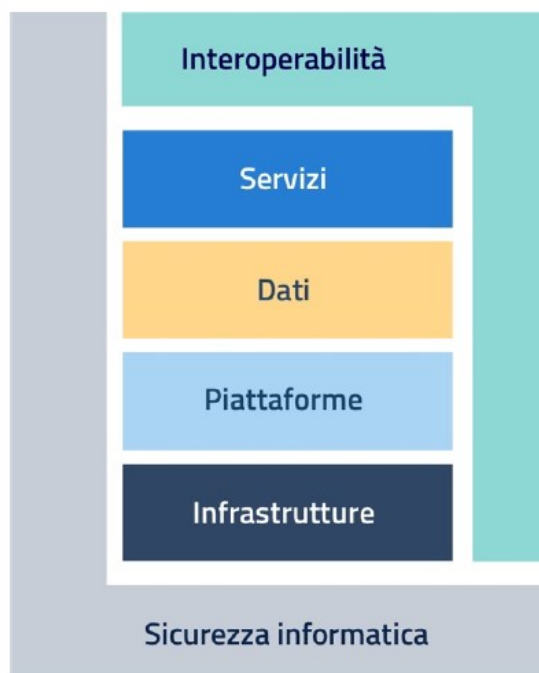 Interoperabilità
Servizi
Dati
Piattaforme
Infrastrutture
Sicurezza informatica